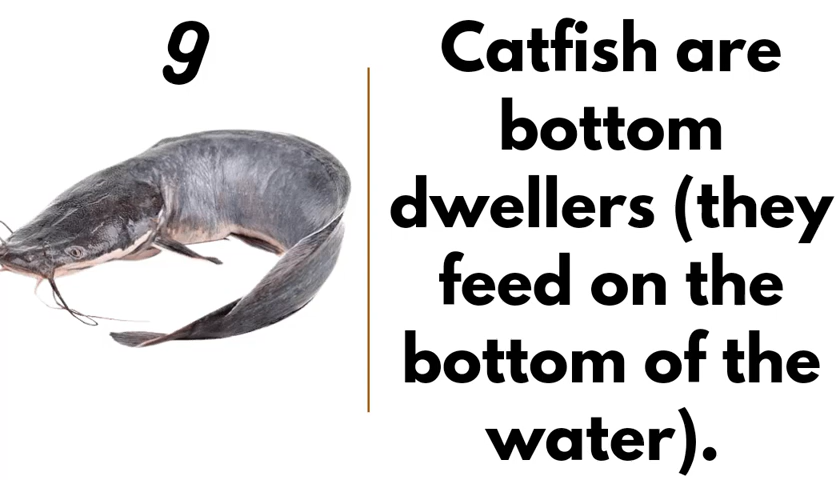 9
Catfish are
bottom
dwellers (they
feed on the
bottom of the
water).